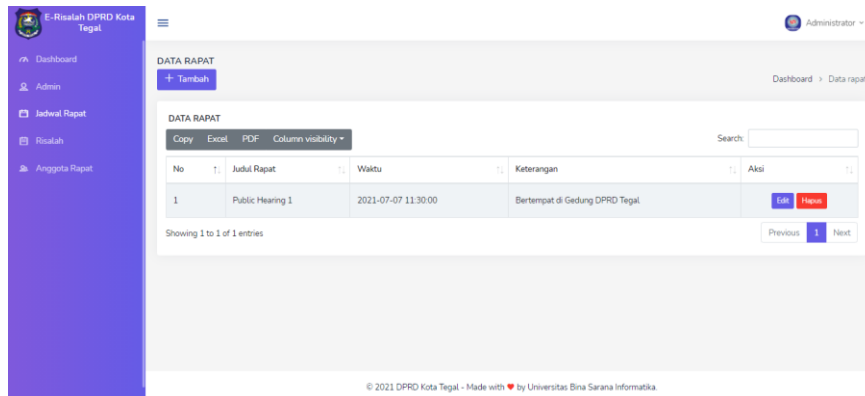 E-Risalah DPRD Kota
Tegal
Administrator
Dashboard
Admin
Jadwal Rapat
Risalah
Anggota Rapat
DATA RAPAT
+ Tambah
Dashboard > Data rapat
DATA RAPAT
Copy Excel PDF Column visibility
Search:
No Judul Rapat Waktu Keterangan Aksi
1 Public Hearing 1 2021-07-07 11:30:00 Bertempat di Gedung DPRD Tegal Edit Hapus
Showing 1 to 1 of 1 entries
Previous 1 Next
© 2021 DPRD Kota Tegal - Made with ♥ by Universitas Bina Sarana Informatika.